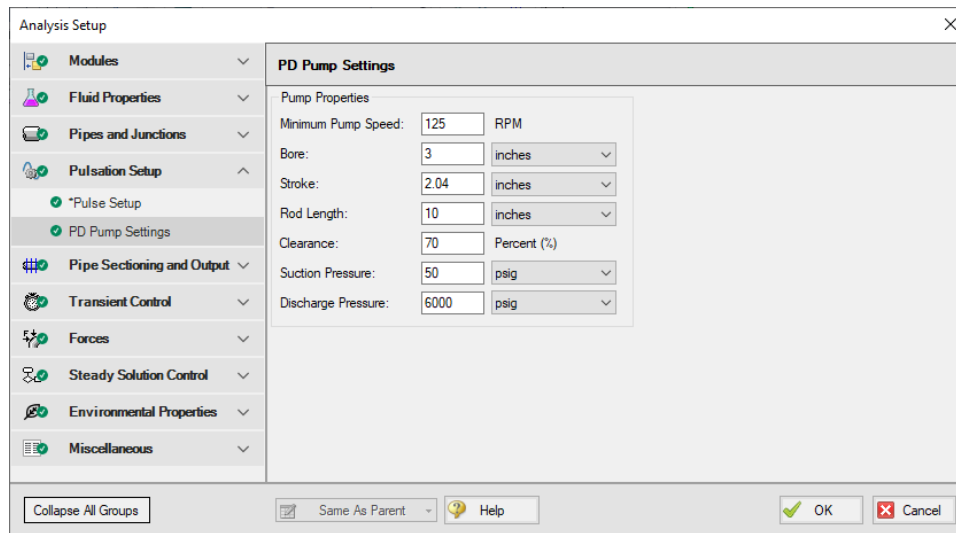 Analysis Setup
Modules
Fluid Properties
Pipes and Junctions
Pulsation Setup
*Pulse Setup
PD Pump Settings
Pipe Sectioning and Output
Transient Control
Forces
Steady Solution Control
Environmental Properties
Miscellaneous
PD Pump Settings
Pump Properties
Minimum Pump Speed: 125 RPM
Bore: 3 inches
Stroke: 2.04 inches
Rod Length: 10 inches
Clearance: 70 Percent (%)
Suction Pressure: 50 psig
Discharge Pressure: 6000 psig
Collapse All Groups
Same As Parent
Help
OK
Cancel